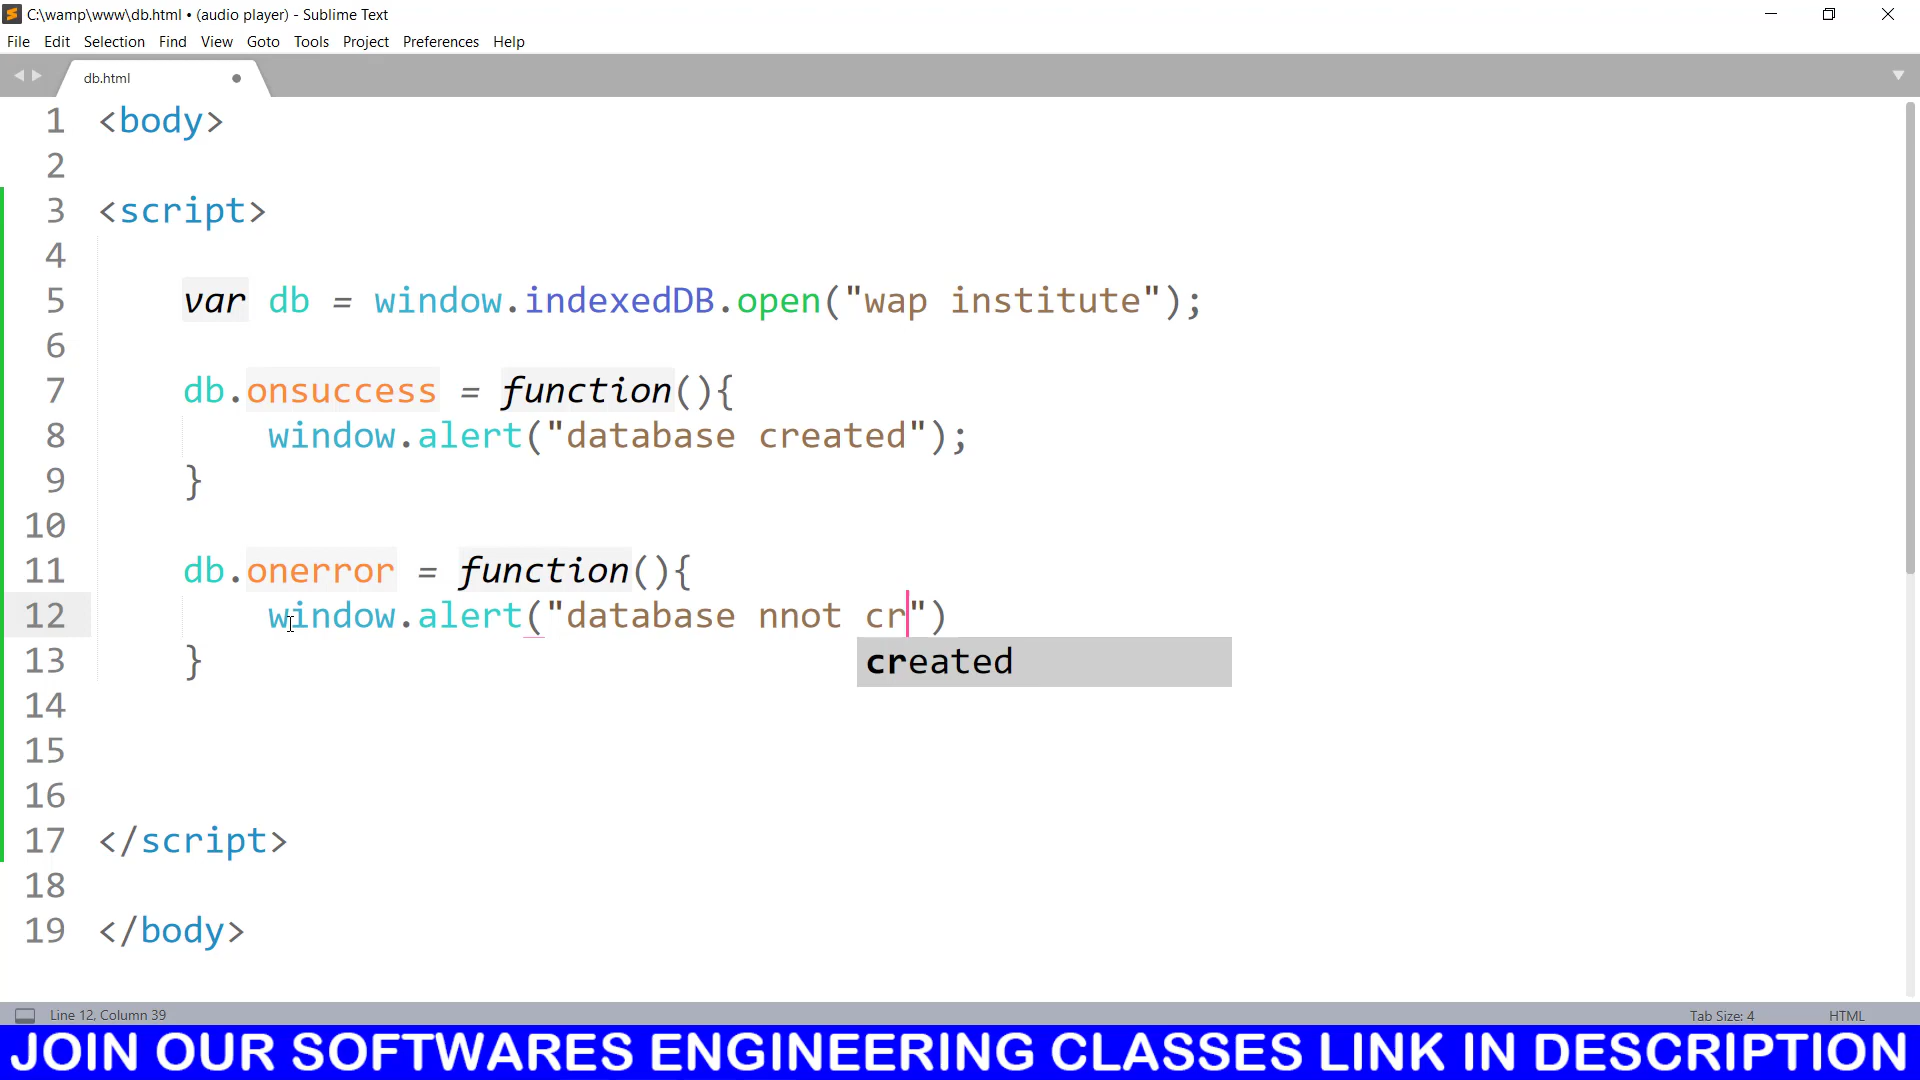 C:\wamp\www\db.html • (audio player) - Sublime Text
File Edit Selection Find View Goto Tools Project Preferences Help
db.html
1 <body>
2
3 <script>
4
5 var db = window.indexedDB.open("wap institute");
6
7 db.onsuccess = function(){
8 window.alert("database created");
9 }
10
11 db.onerror = function(){
12 window.alert("database nnot cr")
created
13 }
14
15
16
17 </script>
18
19 </body>
Line 12, Column 39 Tab Size: 4 HTML
JOIN OUR SOFTWARES ENGINEERING CLASSES LINK IN DESCRIPTION